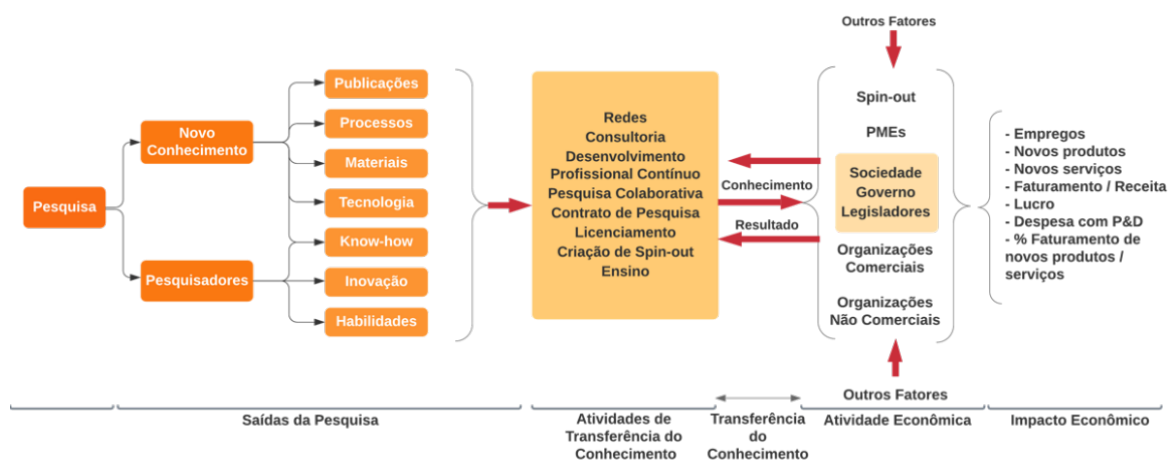 Pesquisa
Novo
Conhecimento
Pesquisadores
Publicações
Processos
Materiais
Tecnologia
Know-how
Inovação
Habilidades
Redes
Consultoria
Desenvolvimento
Profissional Contínuo
Pesquisa Colaborativa
Contrato de Pesquisa
Licenciamento
Criação de Spin-out
Ensino
Conhecimento
Resultado
Outros Fatores
Spin-out
PMEs
Sociedade
Governo
Legisladores
Organizações
Comerciais
Organizações
Não Comerciais
Outros Fatores
- Empregos
- Novos produtos
- Novos serviços
- Faturamento / Receita
- Lucro
- Despesa com P&D
- % Faturamento de
novos produtos /
serviços
Saídas da Pesquisa
Atividades de
Transferência do
Conhecimento
Transferência
do
Conhecimento
Atividade Econômica
Impacto Econômico